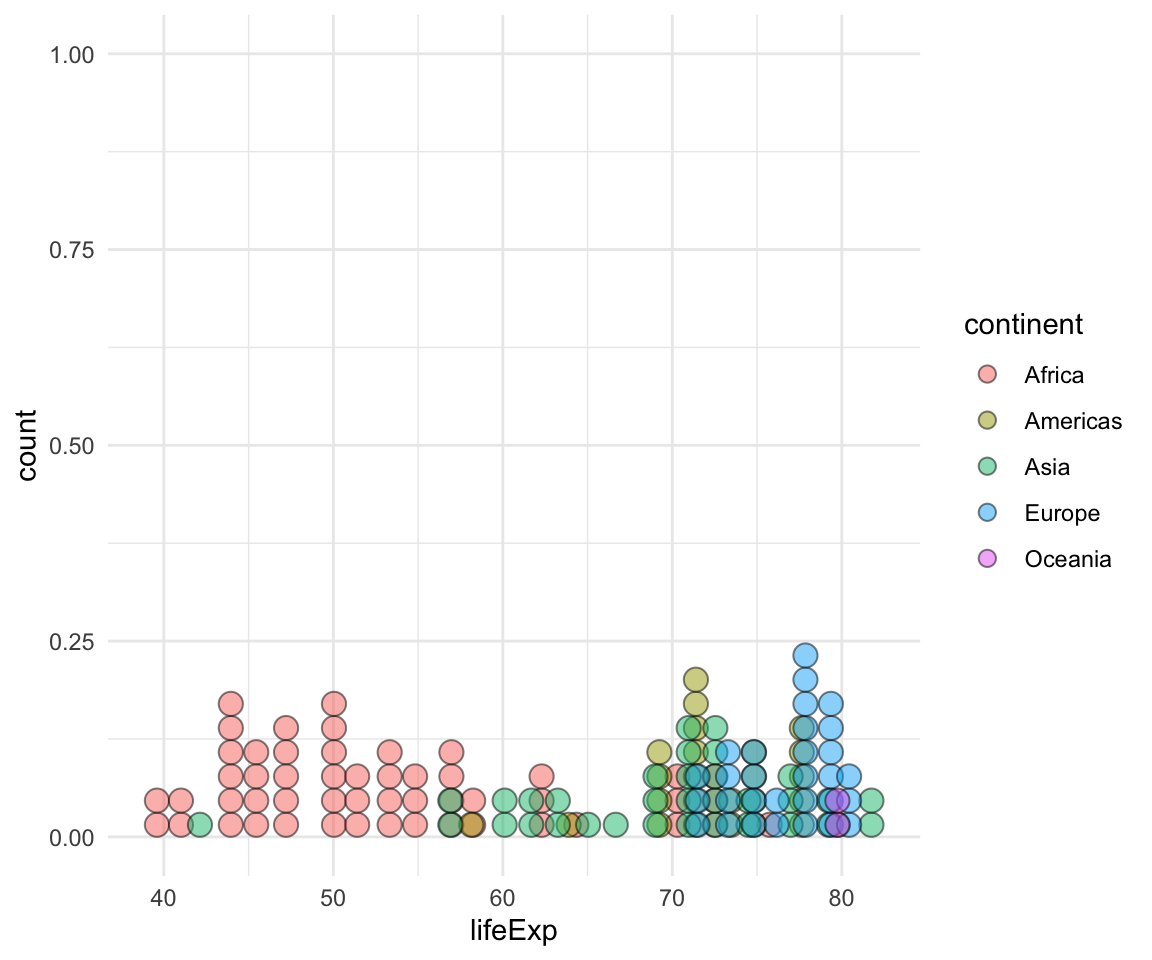 1.00
0.75
0.50
0.25
0.00
count
40 50 60 70 80
lifeExp
continent
Africa
Americas
Asia
Europe
Oceania